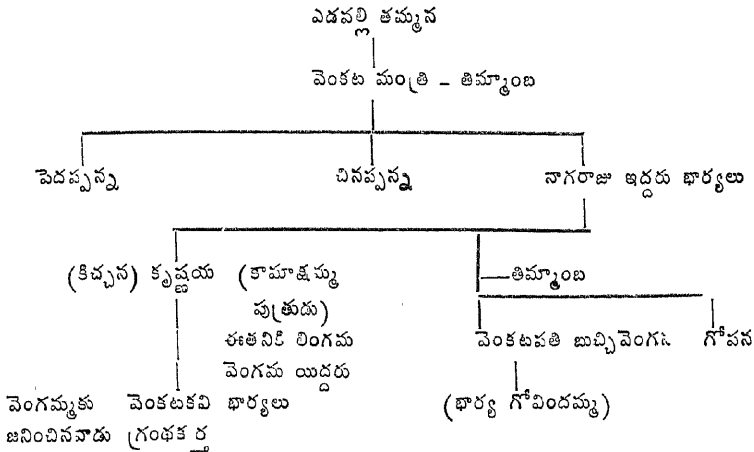 ఎడవల్లి తమ్మన
వెంకట మంత్రి – తిమ్మాంబ
పెదప్పన్న చినప్పన్న నాగరాజు ఇద్దరు భార్యలు
(కిచ్చన) కృష్ణయ (కామాక్షమ్మ తిమ్మాంబ
పుత్రుడు)
ఈతనికి లింగమ వెంకటపతి బుచ్చివెంగన గోపన
వెంగమ యిద్దరు
వెంగమ్మకు వెంకటకవి భార్యలు (భార్య గోవిందమ్మ)
జనించినవాడు గ్రంథకర్త